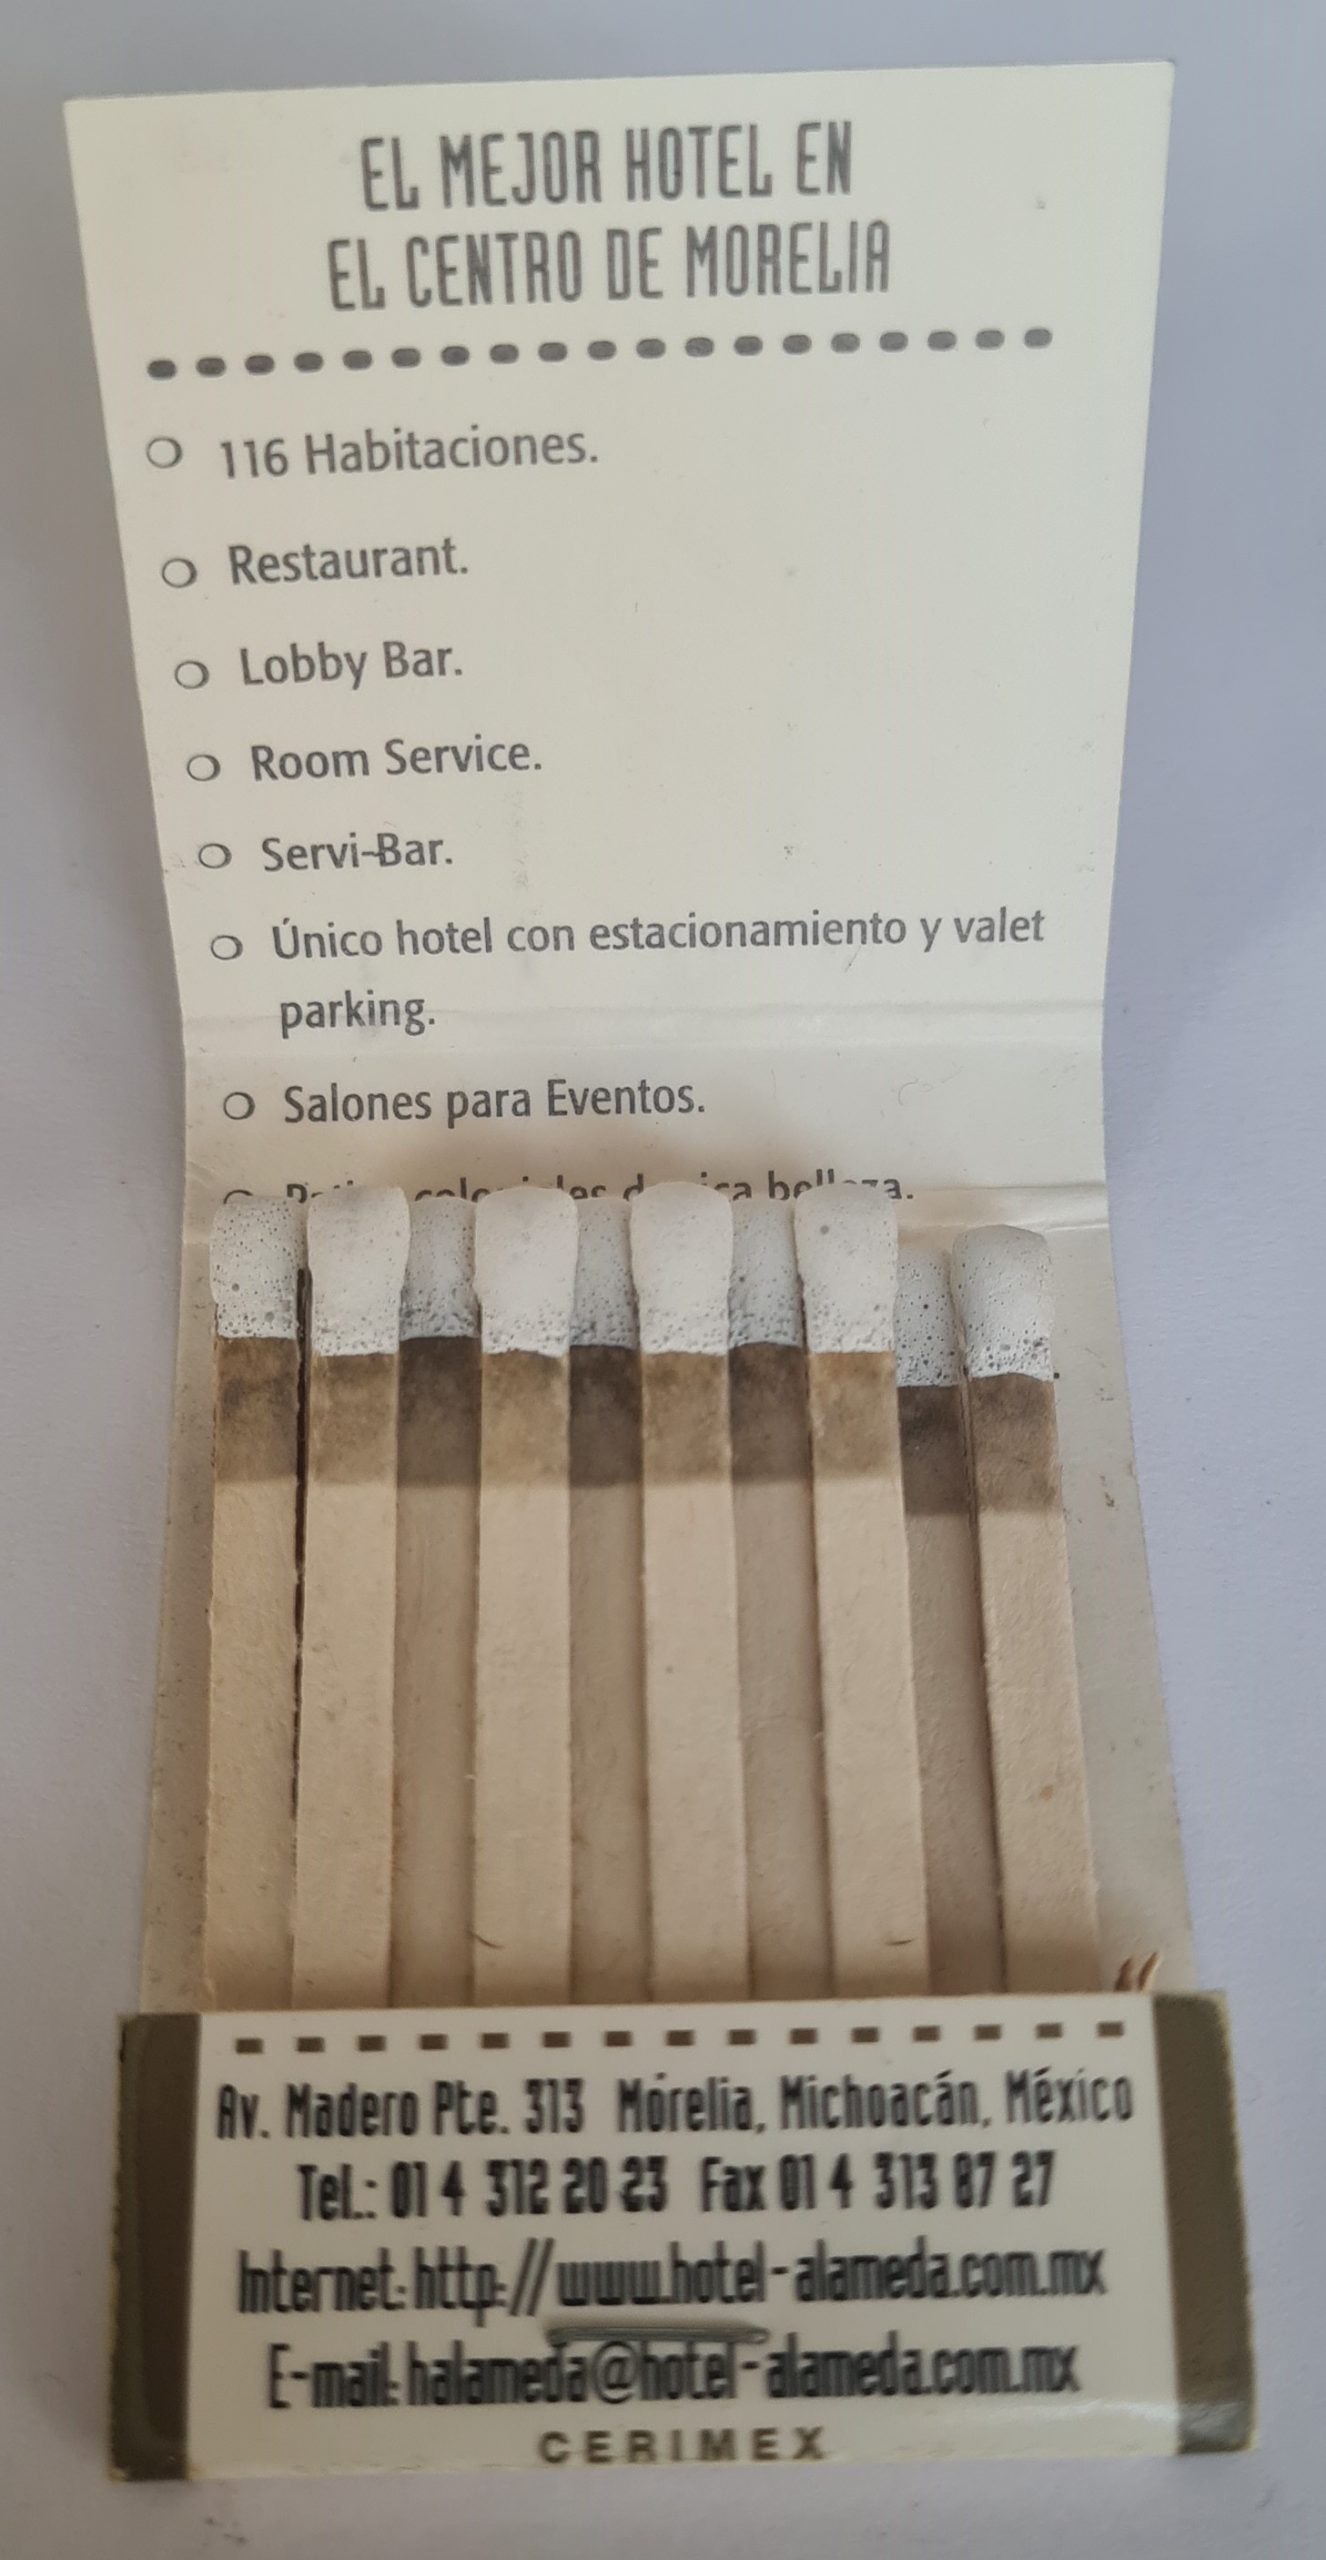 EL MEJOR HOTEL EN
EL CENTRO DE MORELIA
116 Habitaciones.
Restaurant.
Lobby Bar.
Room Service.
Servi-Bar.
Único hotel con estacionamiento y valet
parking.
Salones para Eventos.
Av. Madero Pte. 313 Morelia, Michoacán, México
Tel.: 01 4 312 20 23 Fax 01 4 313 87 27
Internet: http://www.hotel-alameda.com.mx
E-mail: halameda@hotel-alameda.com.mx
CERIMEX